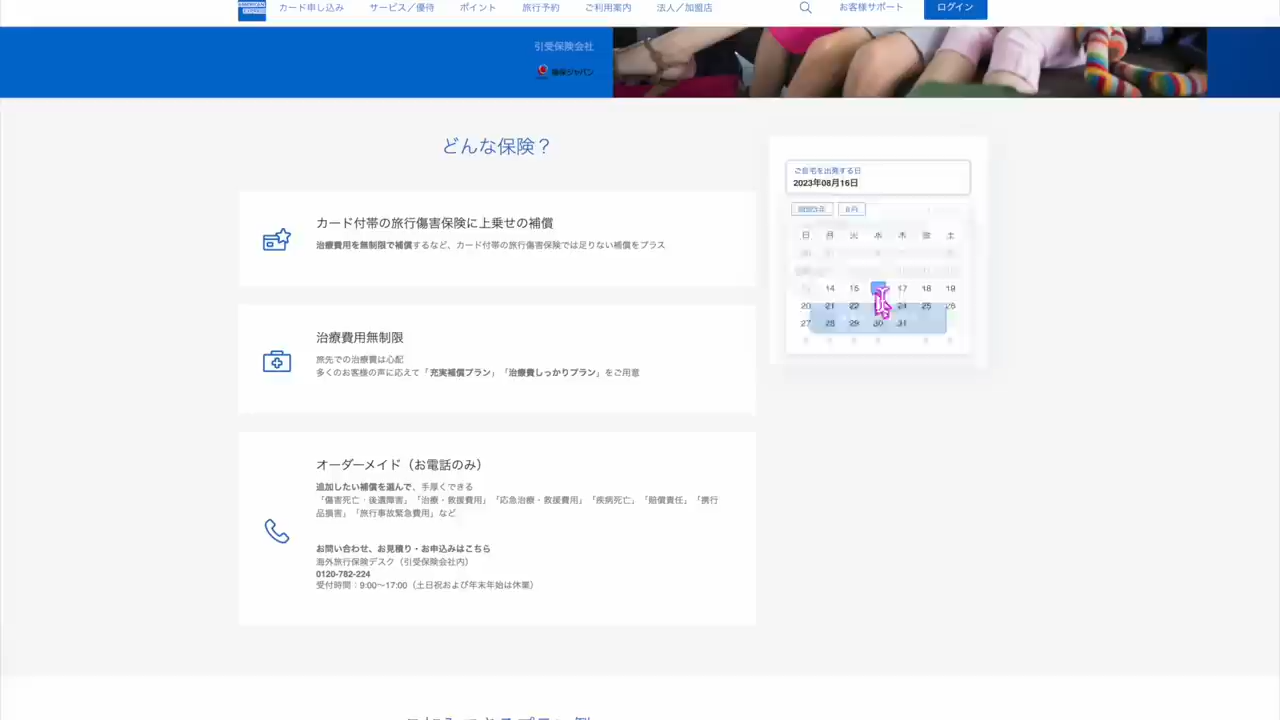 AMERICAN EXPRESS
カード申し込み サービス／優待 ポイント 旅行予約 ご利用案内 法人／加盟店 お客様サポート ログイン
引受保険会社
損保ジャパン
どんな保険？
カード付帯の旅行傷害保険に上乗せの補償
治療費用を無制限で補償するなど、カード付帯の旅行傷害保険では足りない補償をプラス
治療費用無制限
旅先での治療費は心配
多くのお客様の声に応えて「充実補償プラン」「治療費しっかりプラン」をご用意
オーダーメイド（お電話のみ）
追加したい補償を選んで、手厚くできる
「傷害死亡・後遺障害」「治療・救援費用」「応急治療・救援費用」「疾病死亡」「賠償責任」「携行
品損害」「旅行事故緊急費用」など
お問い合わせ、お見積り・お申込みはこちら
海外旅行保険デスク（引受保険会社内）
0120-782-224
受付時間：9:00〜17:00（土日祝および年末年始は休業）
ご自宅を出発する日
2023年08月16日
8月
日 月 火 水 木 金 土
14 15 17 18 19
20 21 22 24 25 26
27 28 29 30 31